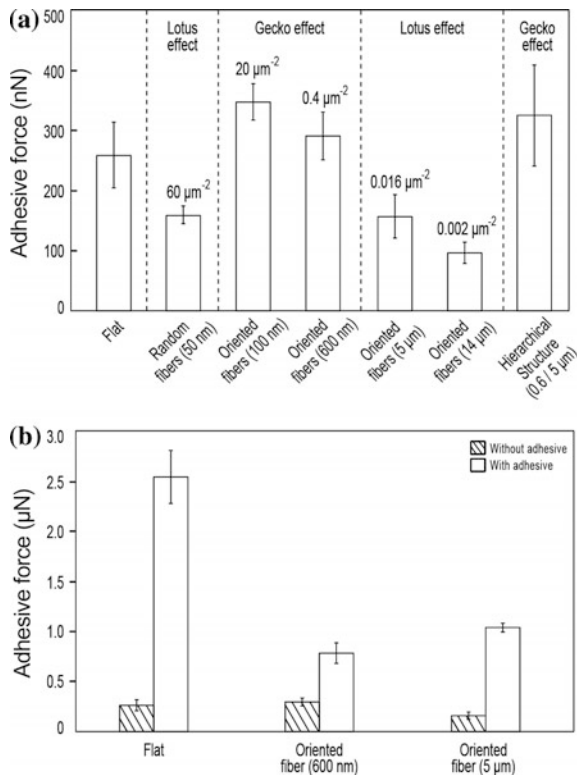 (a)
Adhesive force (nN)
500
400
300
200
100
0
Lotus
effect
Gecko effect
Lotus effect
Gecko
effect
60 µm-2
20 µm-2
0.4 µm-2
0.016 µm-2
0.002 µm-2
Flat
Random
fibers (50 nm)
Oriented
fibers (100 nm)
Oriented
fibers (600 nm)
Oriented
fibers (5 µm)
Oriented
fibers (14 µm)
Hierarchical
Structure
(0.6 / 5 µm)
(b)
Adhesive force (µN)
3.0
2.5
2.0
1.5
1.0
0.5
0
Without adhesive
With adhesive
Flat
Oriented
fiber (600 nm)
Oriented
fiber (5 µm)